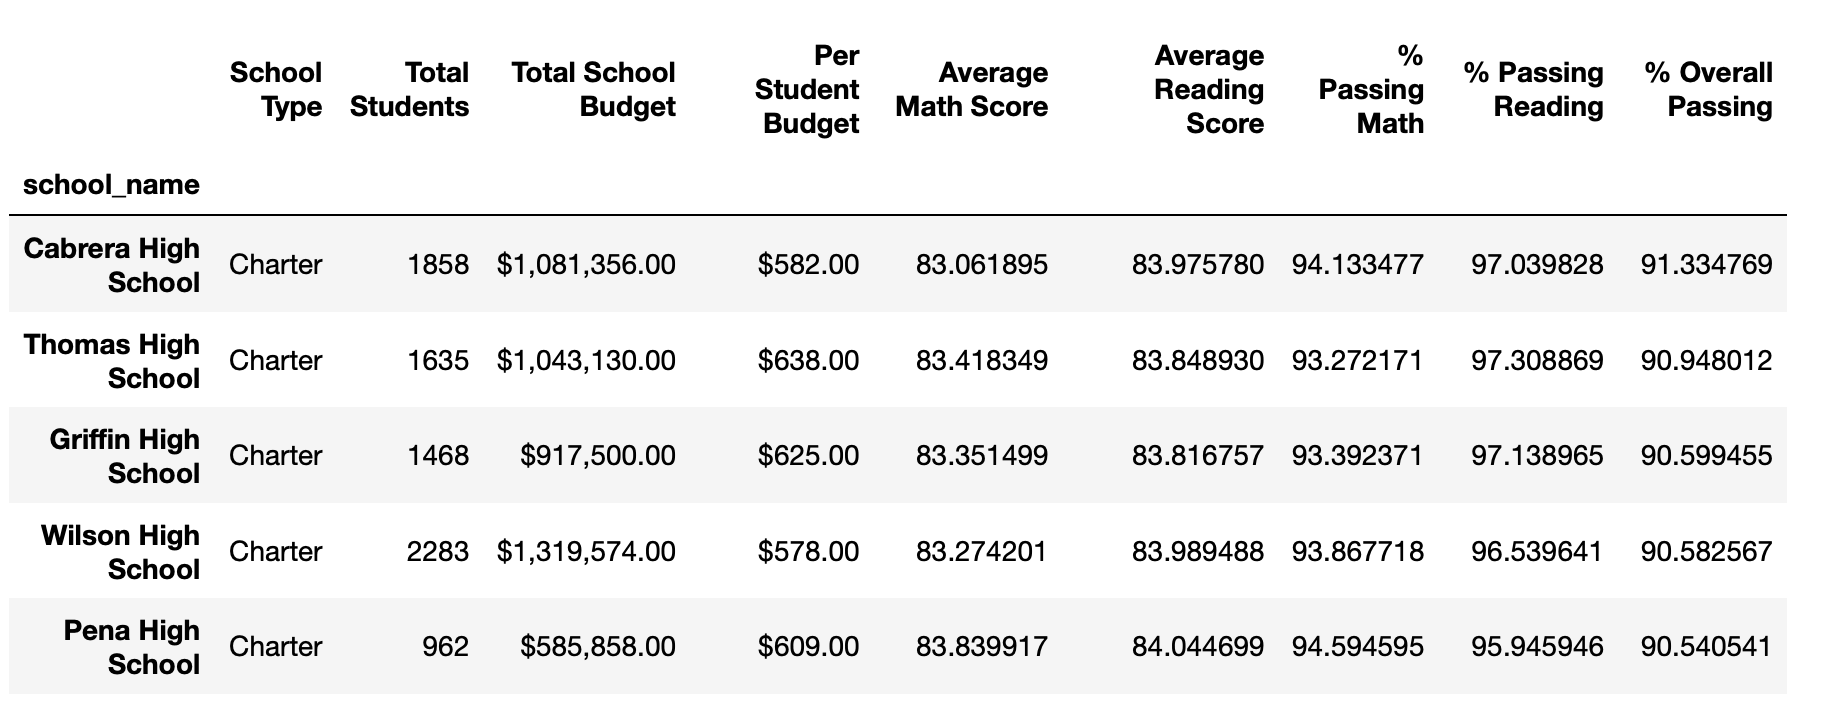 School Type Total Students Total School Budget Per Student Budget Average Math Score Average Reading Score % Passing Math % Passing Reading % Overall Passing
school_name
Cabrera High School Charter 1858 $1,081,356.00 $582.00 83.061895 83.975780 94.133477 97.039828 91.334769
Thomas High School Charter 1635 $1,043,130.00 $638.00 83.418349 83.848930 93.272171 97.308869 90.948012
Griffin High School Charter 1468 $917,500.00 $625.00 83.351499 83.816757 93.392371 97.138965 90.599455
Wilson High School Charter 2283 $1,319,574.00 $578.00 83.274201 83.989488 93.867718 96.539641 90.582567
Pena High School Charter 962 $585,858.00 $609.00 83.839917 84.044699 94.594595 95.945946 90.540541